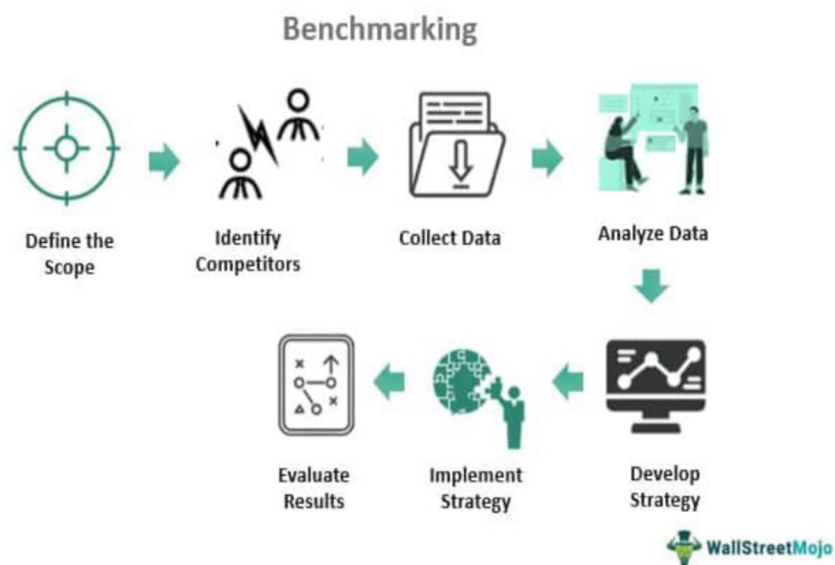 Benchmarking
Define the
Scope
Identify
Competitors
Collect Data
Analyze Data
Develop
Strategy
Implement
Strategy
Evaluate
Results
WallStreetMojo